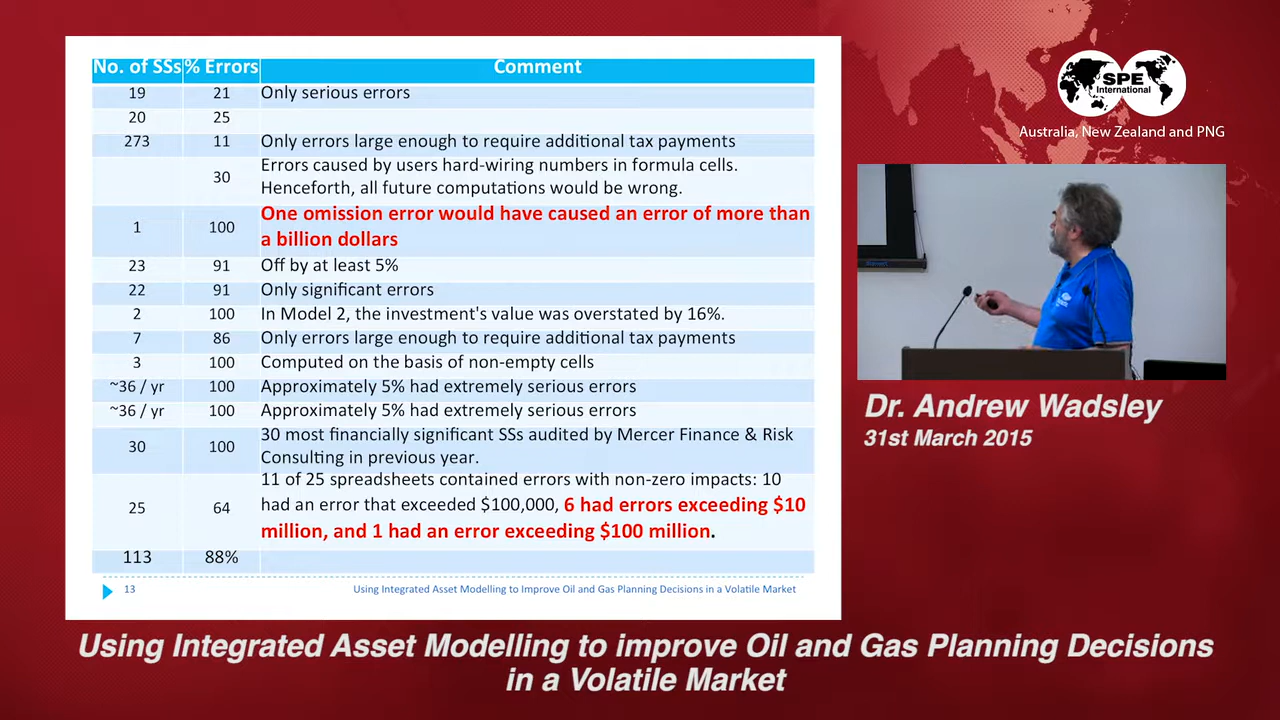 No. of SSs % Errors Comment
19 21 Only serious errors
20 25
273 11 Only errors large enough to require additional tax payments
30 Errors caused by users hard-wiring numbers in formula cells.
Henceforth, all future computations would be wrong.
1 100 One omission error would have caused an error of more than
a billion dollars
23 91 Off by at least 5%
22 91 Only significant errors
2 100 In Model 2, the investment's value was overstated by 16%.
7 86 Only errors large enough to require additional tax payments
3 100 Computed on the basis of non-empty cells
~36 / yr 100 Approximately 5% had extremely serious errors
~36 / yr 100 Approximately 5% had extremely serious errors
30 100 30 most financially significant SSs audited by Mercer Finance & Risk
Consulting in previous year.
25 64 11 of 25 spreadsheets contained errors with non-zero impacts: 10
had an error that exceeded $100,000, 6 had errors exceeding $10
million, and 1 had an error exceeding $100 million.
113 88%
13 Using Integrated Asset Modelling to Improve Oil and Gas Planning Decisions in a Volatile Market
SPE
International
Australia, New Zealand and PNG
Dr. Andrew Wadsley
31st March 2015
Using Integrated Asset Modelling to improve Oil and Gas Planning Decisions
in a Volatile Market